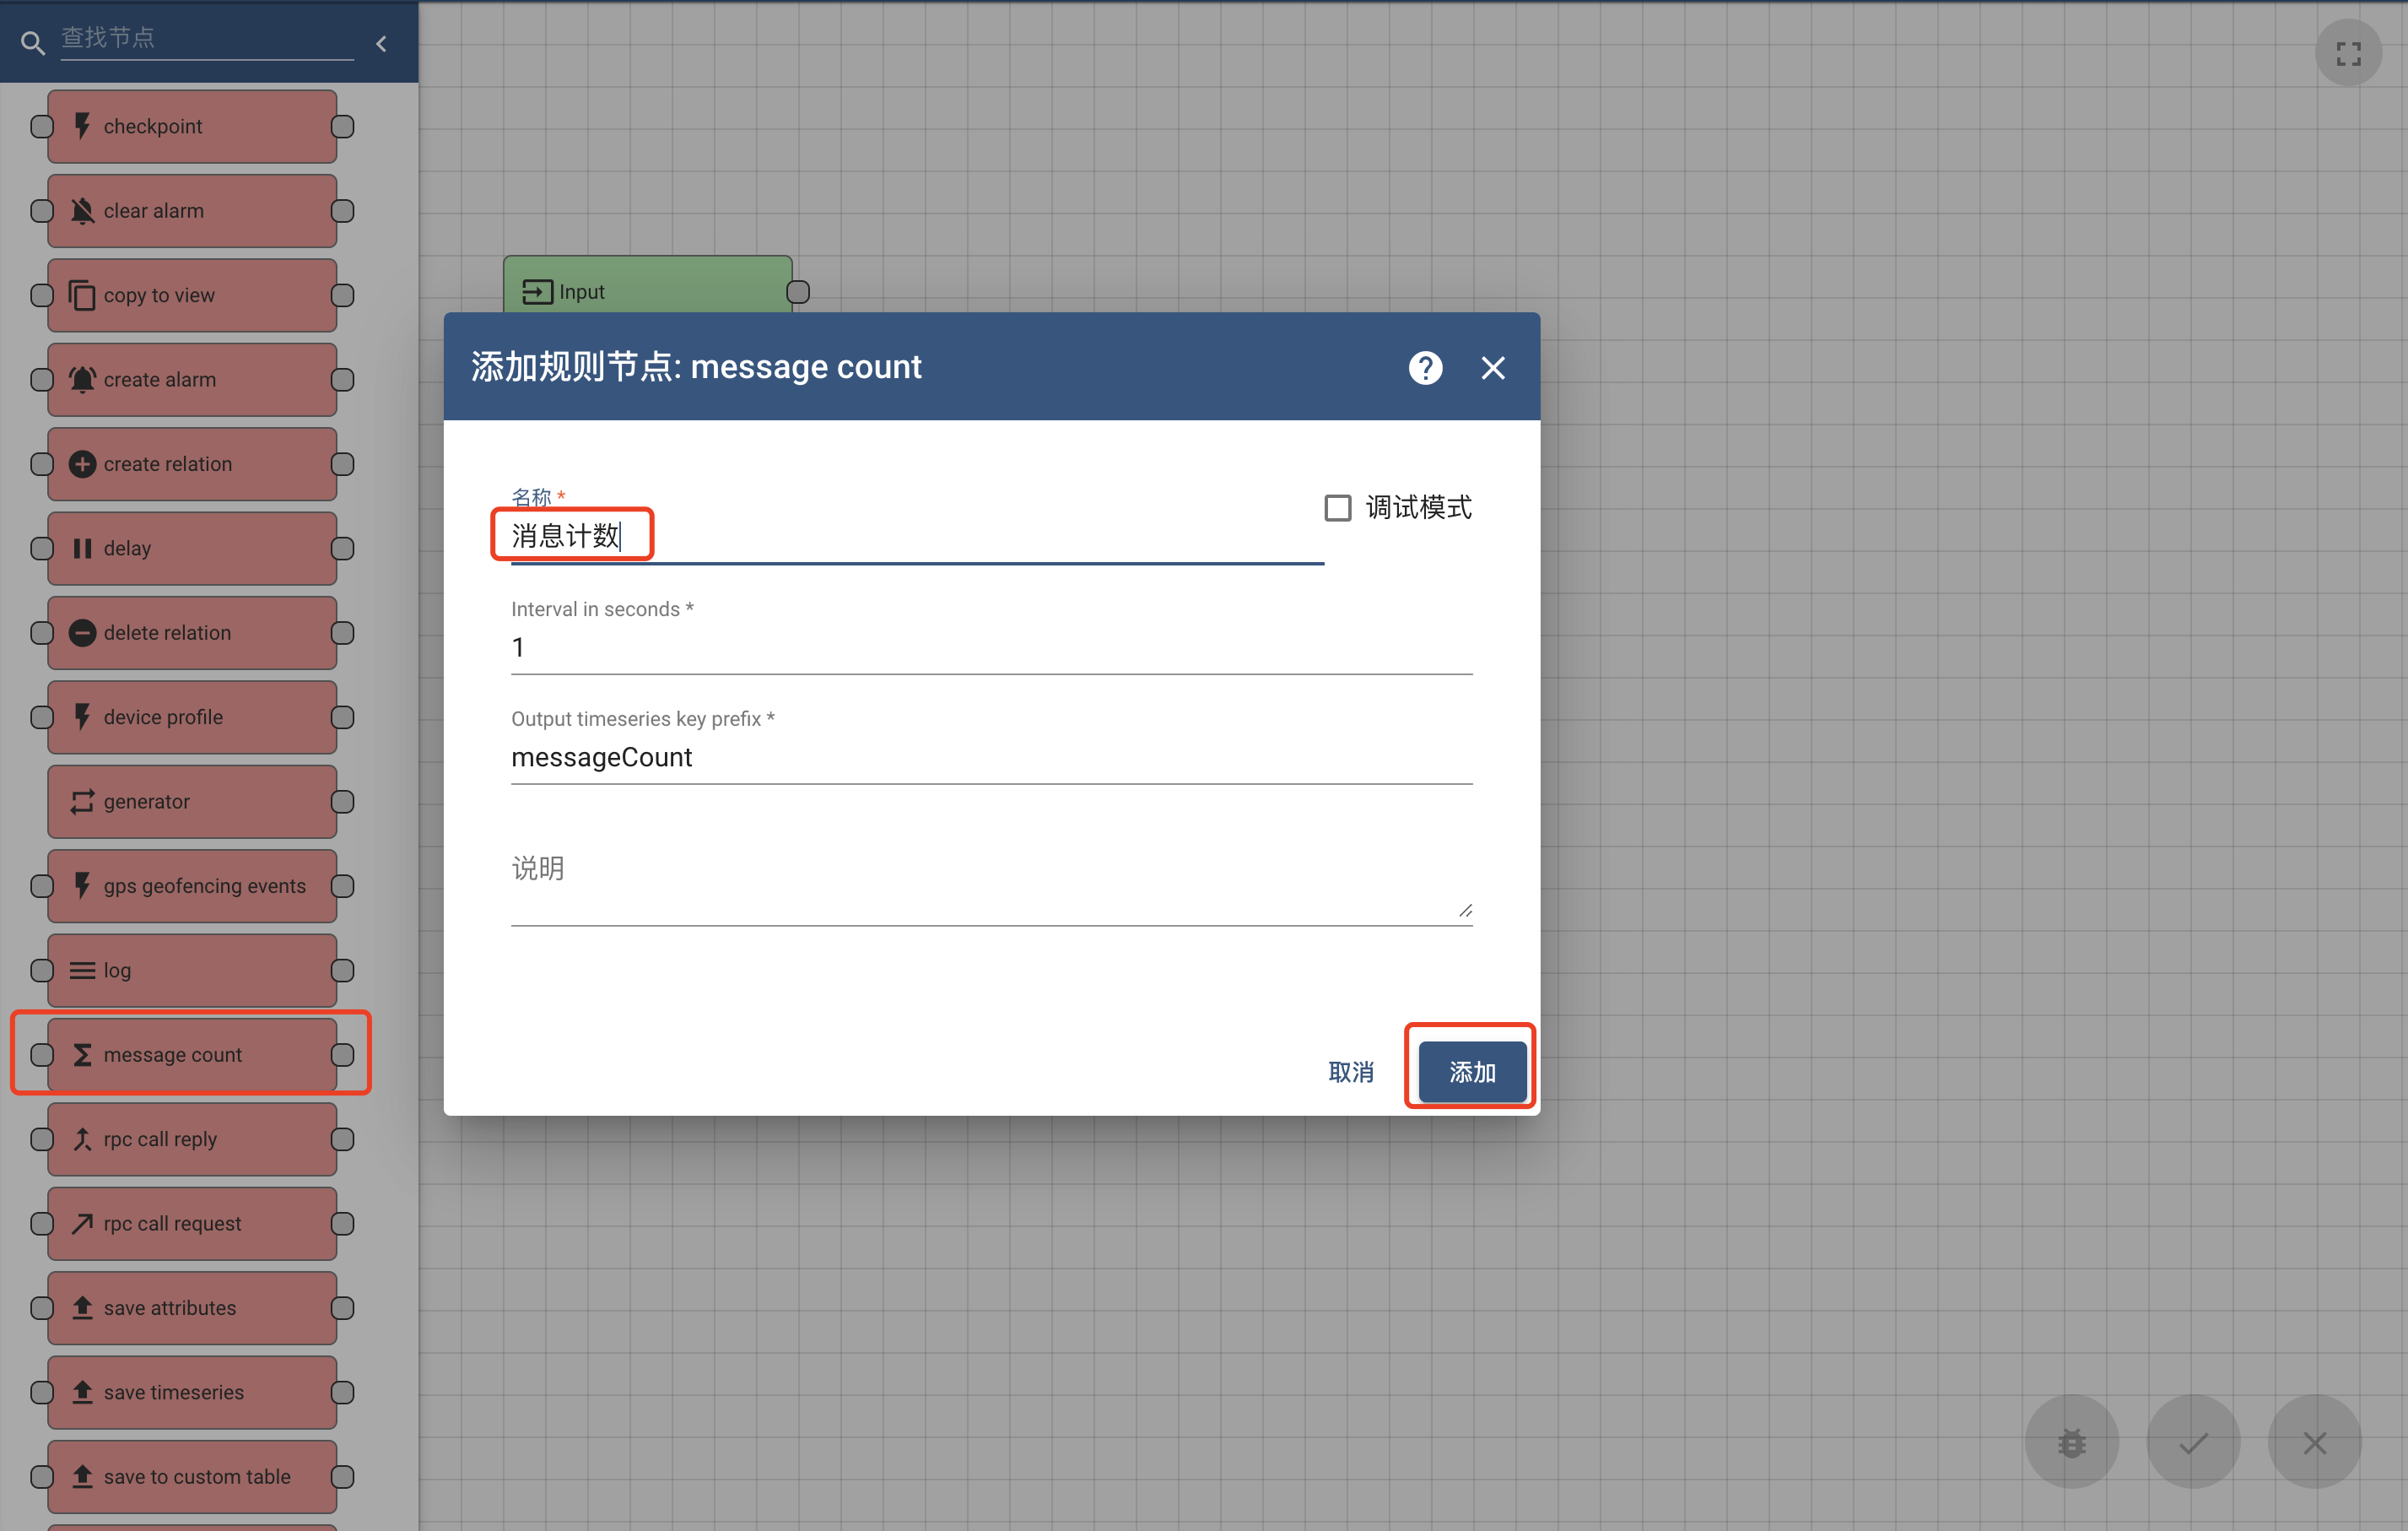 查找节点
checkpoint
clear alarm
copy to view
create alarm
create relation
delay
delete relation
device profile
generator
gps geofencing events
log
message count
rpc call reply
rpc call request
save attributes
save timeseries
save to custom table
Input
添加规则节点: message count
名称 *
消息计数
调试模式
Interval in seconds *
1
Output timeseries key prefix *
messageCount
说明
取消
添加